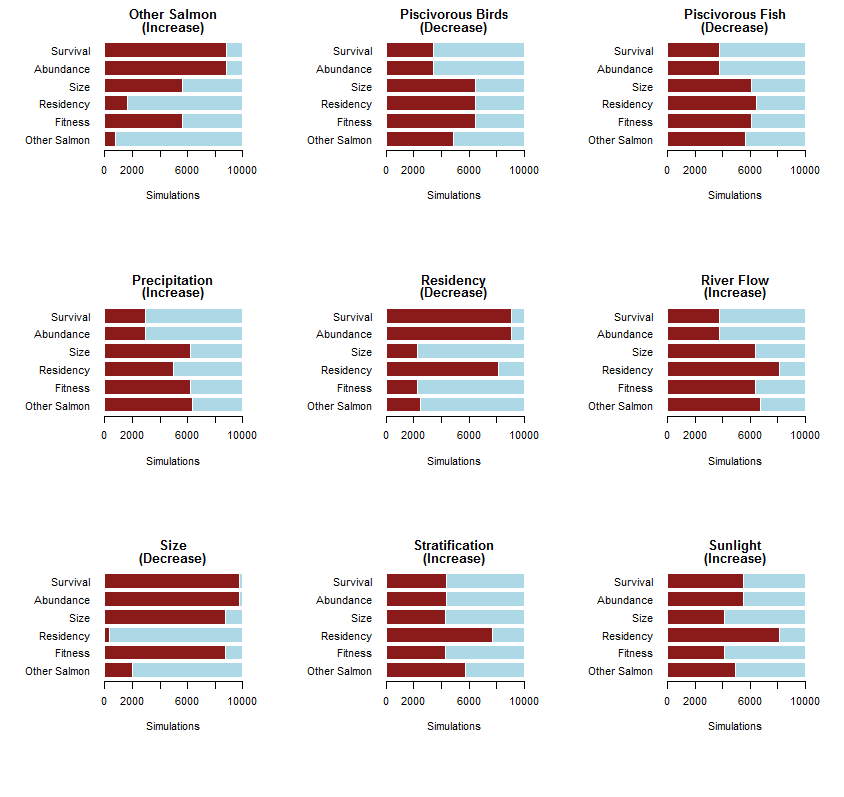 Other Salmon
(Increase)
Survival
Abundance
Size
Residency
Fitness
Other Salmon
0 2000 6000 10000
Simulations
Piscivorous Birds
(Decrease)
Survival
Abundance
Size
Residency
Fitness
Other Salmon
0 2000 6000 10000
Simulations
Piscivorous Fish
(Decrease)
Survival
Abundance
Size
Residency
Fitness
Other Salmon
0 2000 6000 10000
Simulations
Precipitation
(Increase)
Survival
Abundance
Size
Residency
Fitness
Other Salmon
0 2000 6000 10000
Simulations
Residency
(Decrease)
Survival
Abundance
Size
Residency
Fitness
Other Salmon
0 2000 6000 10000
Simulations
River Flow
(Increase)
Survival
Abundance
Size
Residency
Fitness
Other Salmon
0 2000 6000 10000
Simulations
Size
(Decrease)
Survival
Abundance
Size
Residency
Fitness
Other Salmon
0 2000 6000 10000
Simulations
Stratification
(Increase)
Survival
Abundance
Size
Residency
Fitness
Other Salmon
0 2000 6000 10000
Simulations
Sunlight
(Increase)
Survival
Abundance
Size
Residency
Fitness
Other Salmon
0 2000 6000 10000
Simulations